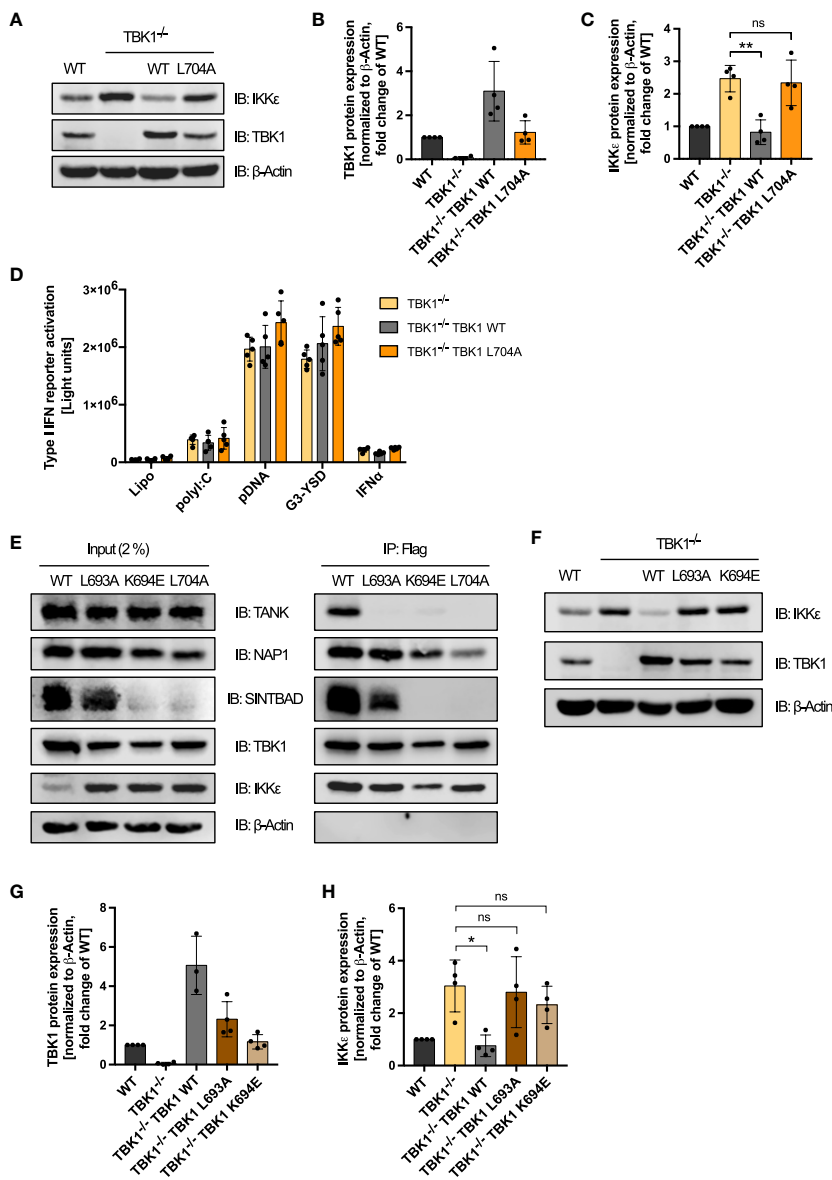 A
TBK1-/-
WT WT L704A
IB: IKKε
IB: TBK1
IB: β-Actin
B
TBK1 protein expression
[normalized to β-Actin,
fold change of WT]
6
4
2
0
WT
TBK1-/-
TBK1-/- TBK1 WT
TBK1-/- TBK1 L704A
C
IKKε protein expression
[normalized to β-Actin,
fold change of WT]
ns
**
4
3
2
1
0
WT
TBK1-/-
TBK1-/- TBK1 WT
TBK1-/- TBK1 L704A
D
Type I IFN reporter activation
[Light units]
3×10⁶
2×10⁶
1×10⁶
0
Lipo
polyI:C
pDNA
G3-YSD
IFNα
TBK1-/-
TBK1-/- TBK1 WT
TBK1-/- TBK1 L704A
E
Input (2 %)
WT L693A K694E L704A
IP: Flag
WT L693A K694E L704A
IB: TANK
IB: NAP1
IB: SINTBAD
IB: TBK1
IB: IKKε
IB: β-Actin
F
TBK1-/-
WT WT L693A K694E
IB: IKKε
IB: TBK1
IB: β-Actin
G
TBK1 protein expression
[normalized to β-Actin,
fold change of WT]
8
6
4
2
0
WT
TBK1-/-
TBK1-/- TBK1 WT
TBK1-/- TBK1 L693A
TBK1-/- TBK1 K694E
H
IKKε protein expression
[normalized to β-Actin,
fold change of WT]
ns
ns
*
6
4
2
0
WT
TBK1-/-
TBK1-/- TBK1 WT
TBK1-/- TBK1 L693A
TBK1-/- TBK1 K694E